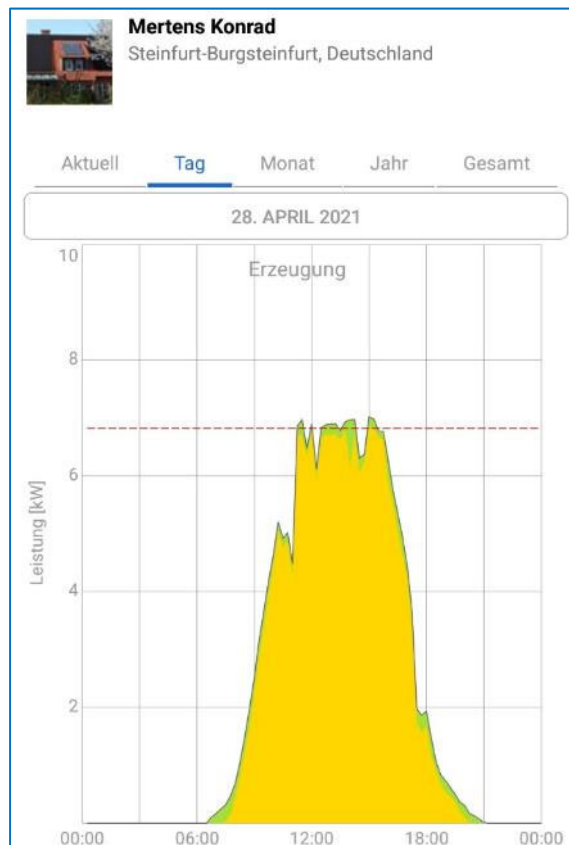 Mertens Konrad
Steinfurt-Burgsteinfurt, Deutschland
Aktuell Tag Monat Jahr Gesamt
28. APRIL 2021
Erzeugung
10
8
6
4
2
Leistung [kW]
00:00 06:00 12:00 18:00 00:00